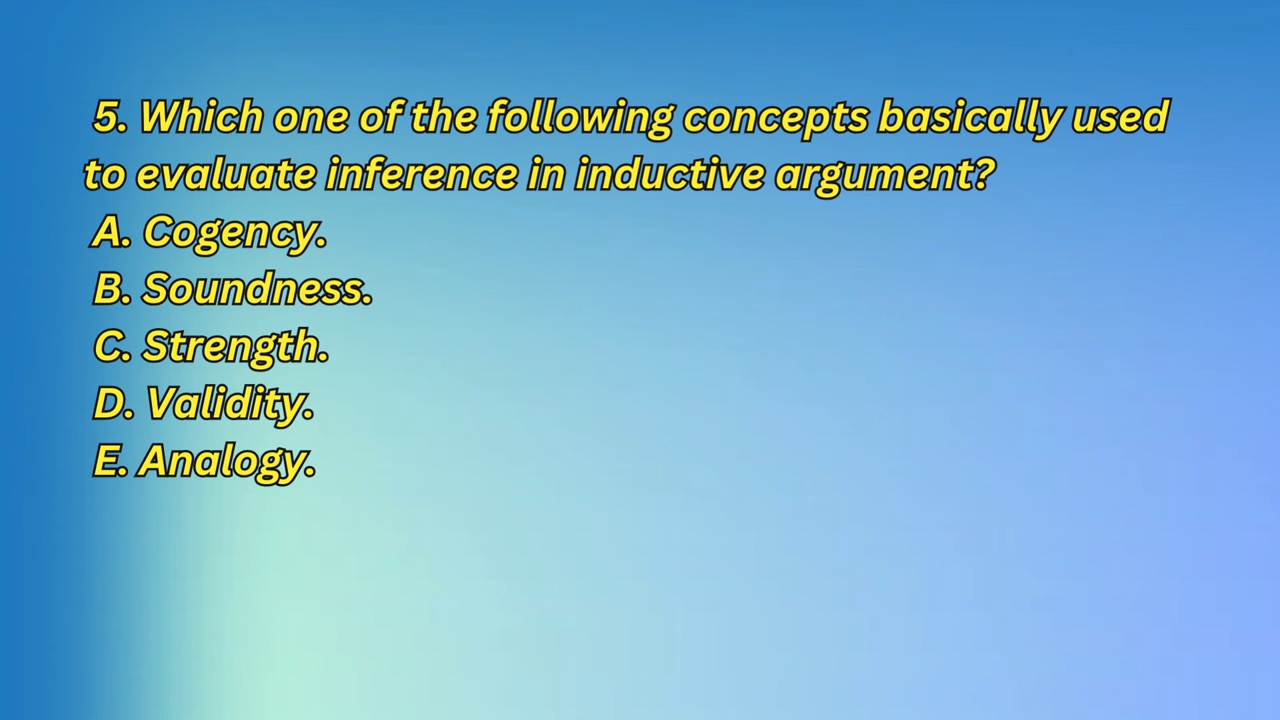 5. Which one of the following concepts basically used
to evaluate inference in inductive argument?
A. Cogency.
B. Soundness.
C. Strength.
D. Validity.
E. Analogy.